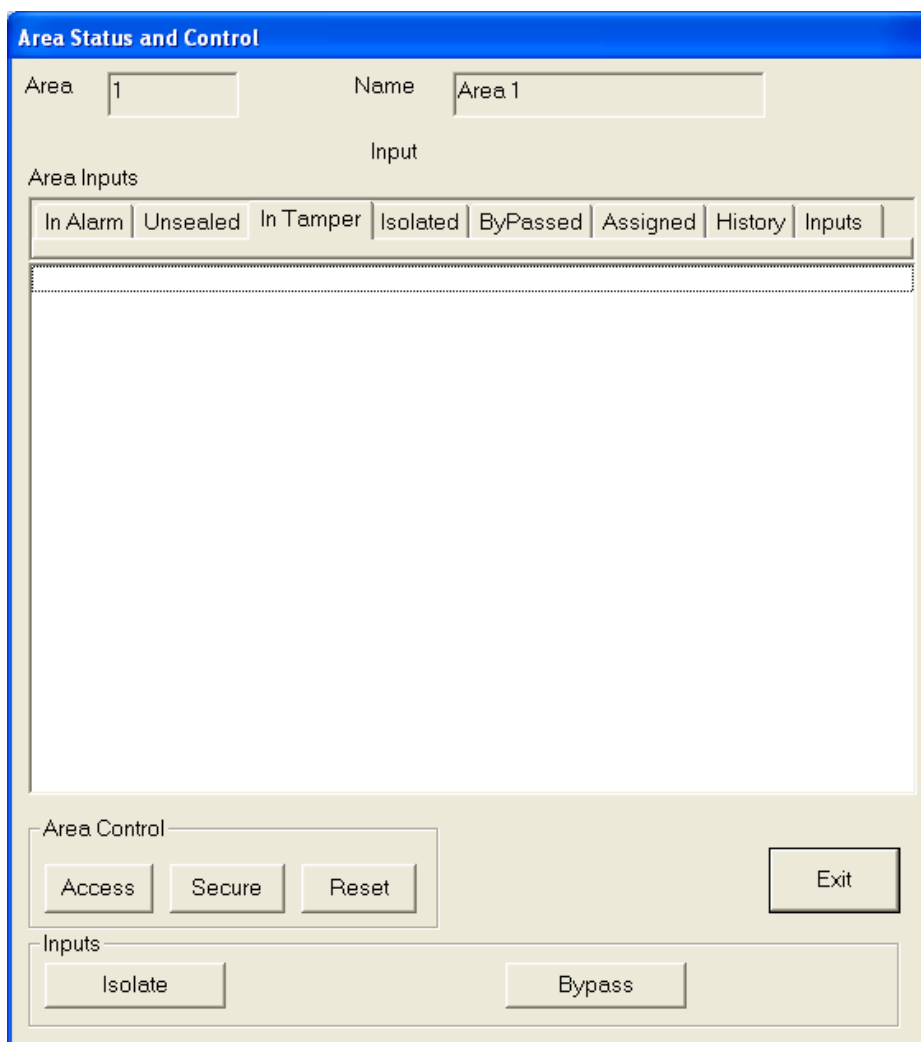 Area Status and Control
Area 1 Name Area 1
Input
Area Inputs
In Alarm Unsealed In Tamper Isolated ByPassed Assigned History Inputs
Area Control
Access Secure Reset Exit
Inputs
Isolate Bypass